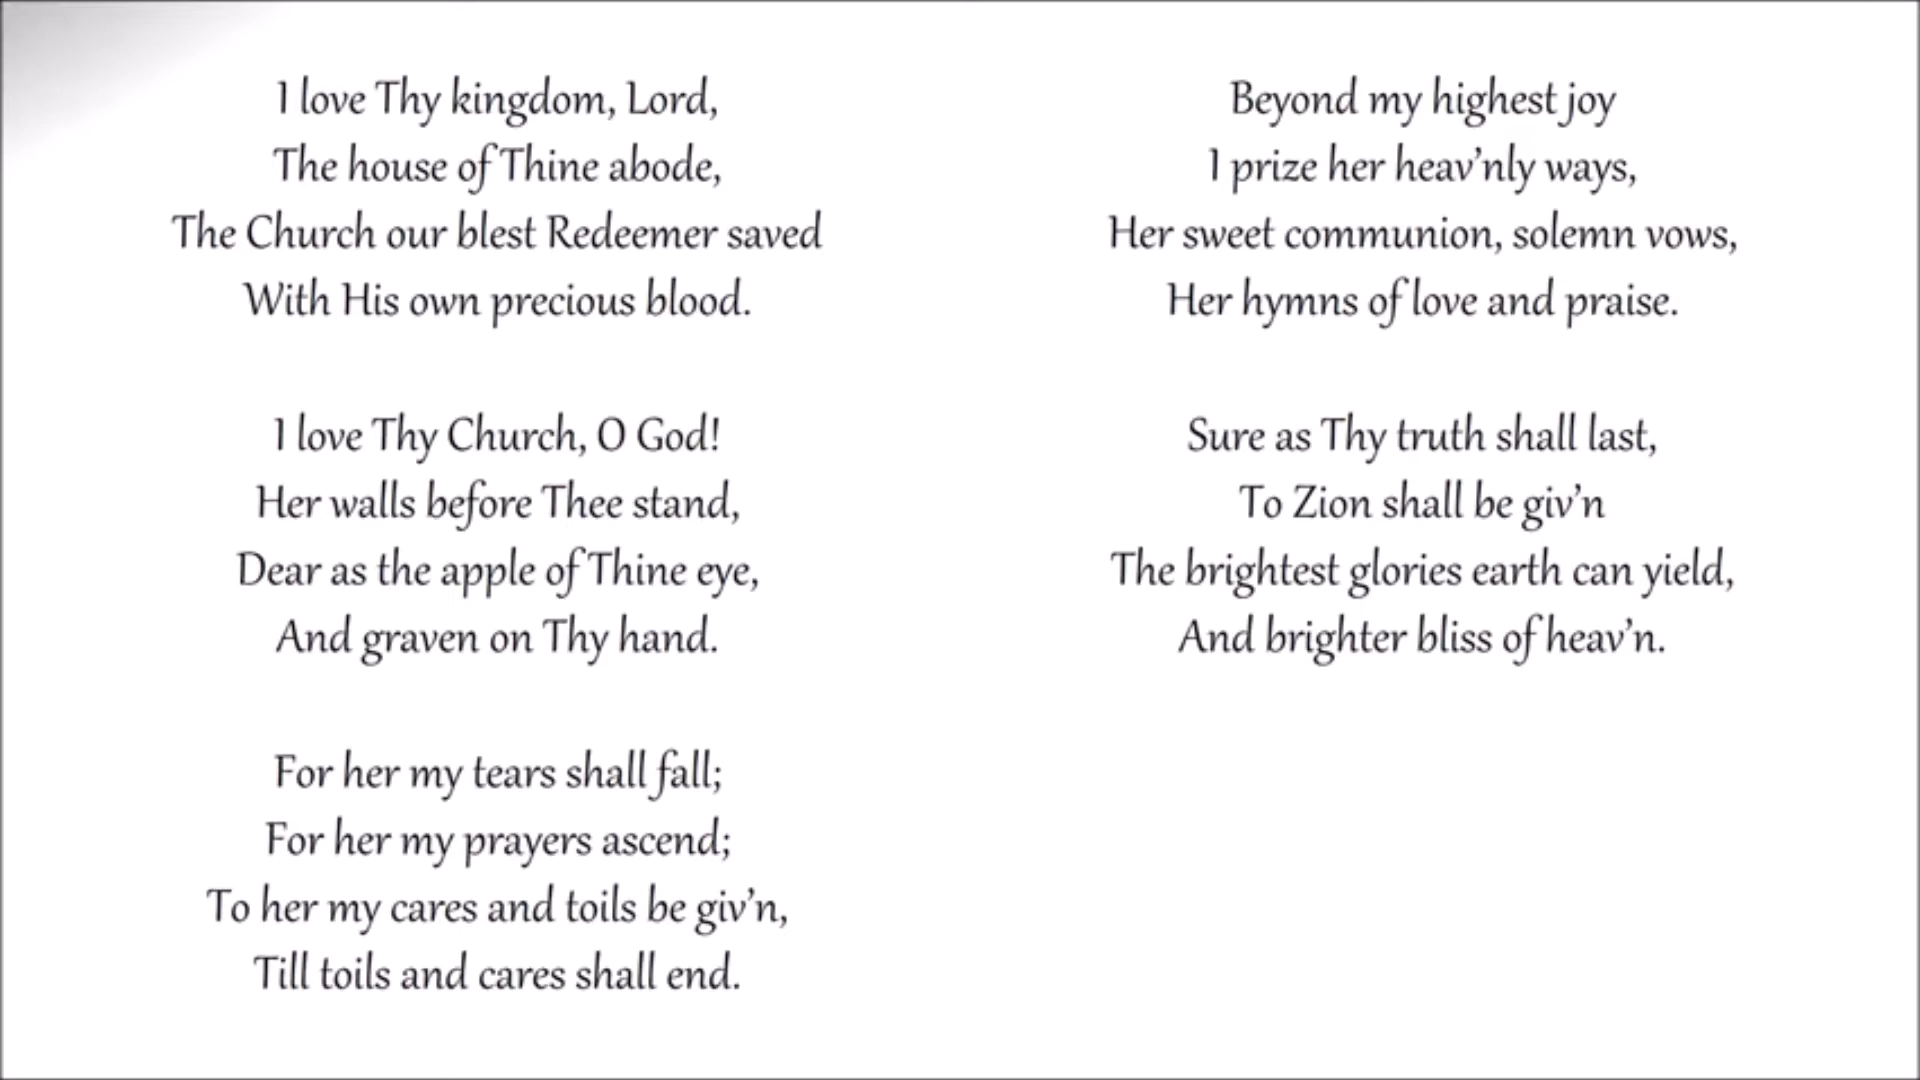 I love Thy kingdom, Lord,
The house of Thine abode,
The Church our blest Redeemer saved
With His own precious blood.
I love Thy Church, O God!
Her walls before Thee stand,
Dear as the apple of Thine eye,
And graven on Thy hand.
For her my tears shall fall;
For her my prayers ascend;
To her my cares and toils be giv’n,
Till toils and cares shall end.
Beyond my highest joy
I prize her heav’nly ways,
Her sweet communion, solemn vows,
Her hymns of love and praise.
Sure as Thy truth shall last,
To Zion shall be giv’n
The brightest glories earth can yield,
And brighter bliss of heav’n.